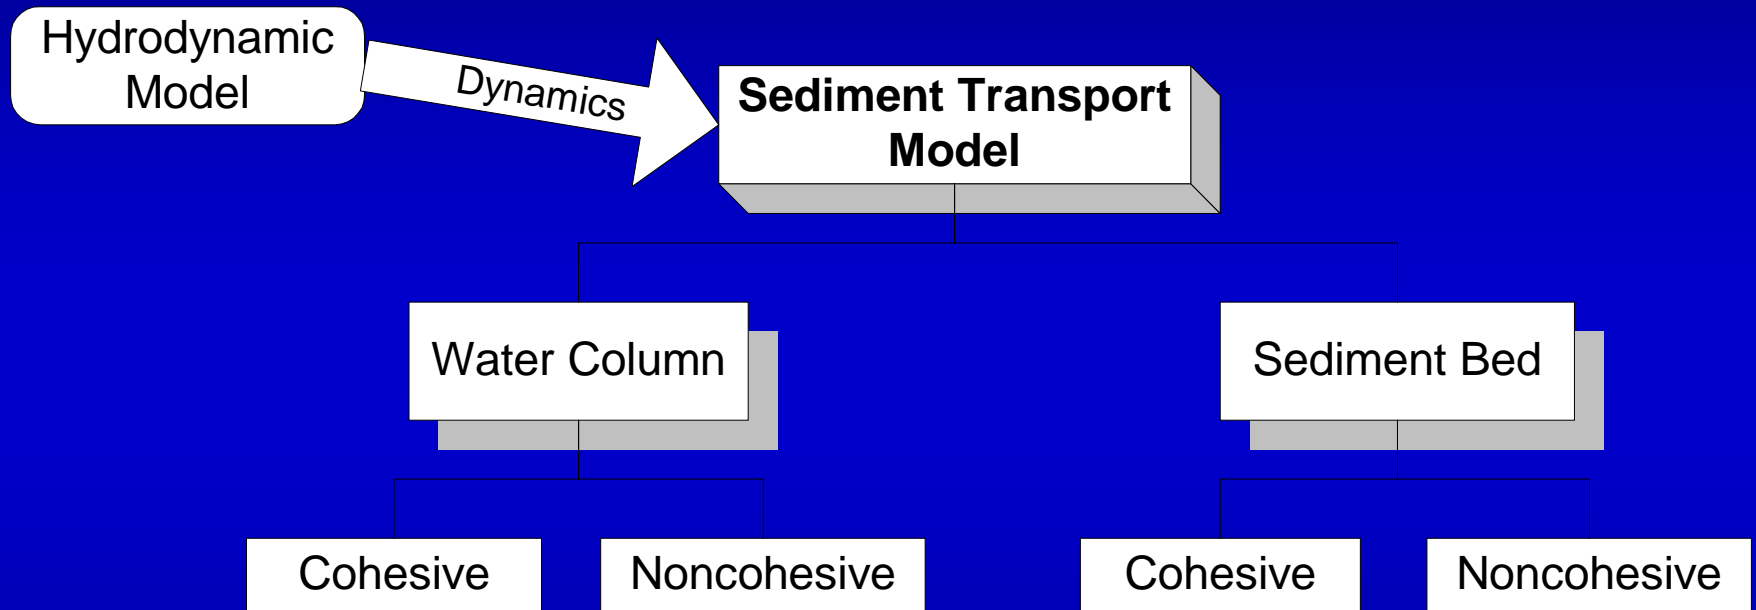 Hydrodynamic
Model
Dynamics
Sediment Transport
Model
Water Column
Sediment Bed
Cohesive
Noncohesive
Cohesive
Noncohesive